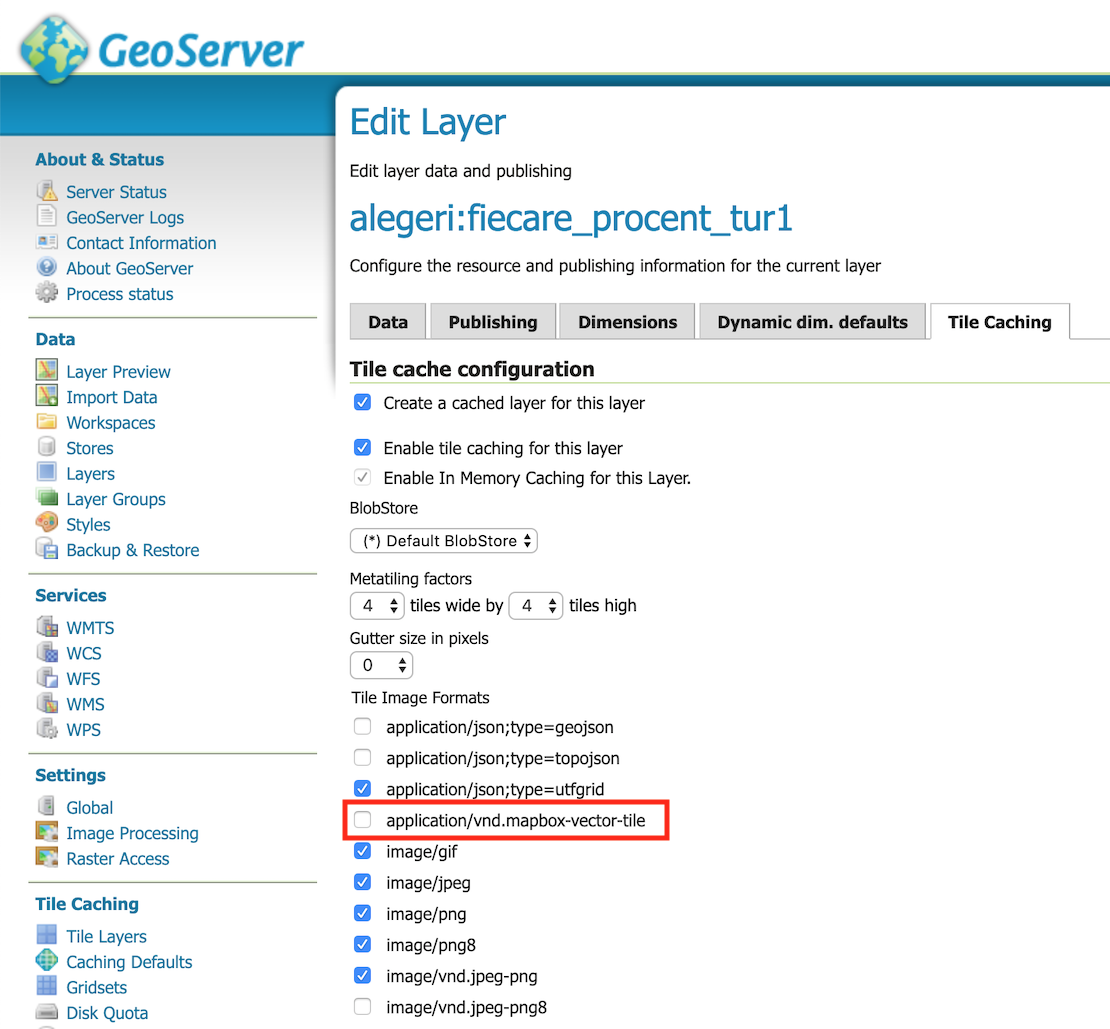 GeoServer
About & Status
Server Status
GeoServer Logs
Contact Information
About GeoServer
Process status
Data
Layer Preview
Import Data
Workspaces
Stores
Layers
Layer Groups
Styles
Backup & Restore
Services
WMTS
WCS
WFS
WMS
WPS
Settings
Global
Image Processing
Raster Access
Tile Caching
Tile Layers
Caching Defaults
Gridsets
Disk Quota
Edit Layer
Edit layer data and publishing
alegeri:fiecare_procent_tur1
Configure the resource and publishing information for the current layer
Data Publishing Dimensions Dynamic dim. defaults Tile Caching
Tile cache configuration
Create a cached layer for this layer
Enable tile caching for this layer
Enable In Memory Caching for this Layer.
BlobStore
(*) Default BlobStore
Metatiling factors
4 tiles wide by 4 tiles high
Gutter size in pixels
0
Tile Image Formats
application/json;type=geojson
application/json;type=topojson
application/json;type=utfgrid
application/vnd.mapbox-vector-tile
image/gif
image/jpeg
image/png
image/png8
image/vnd.jpeg-png
image/vnd.jpeg-png8